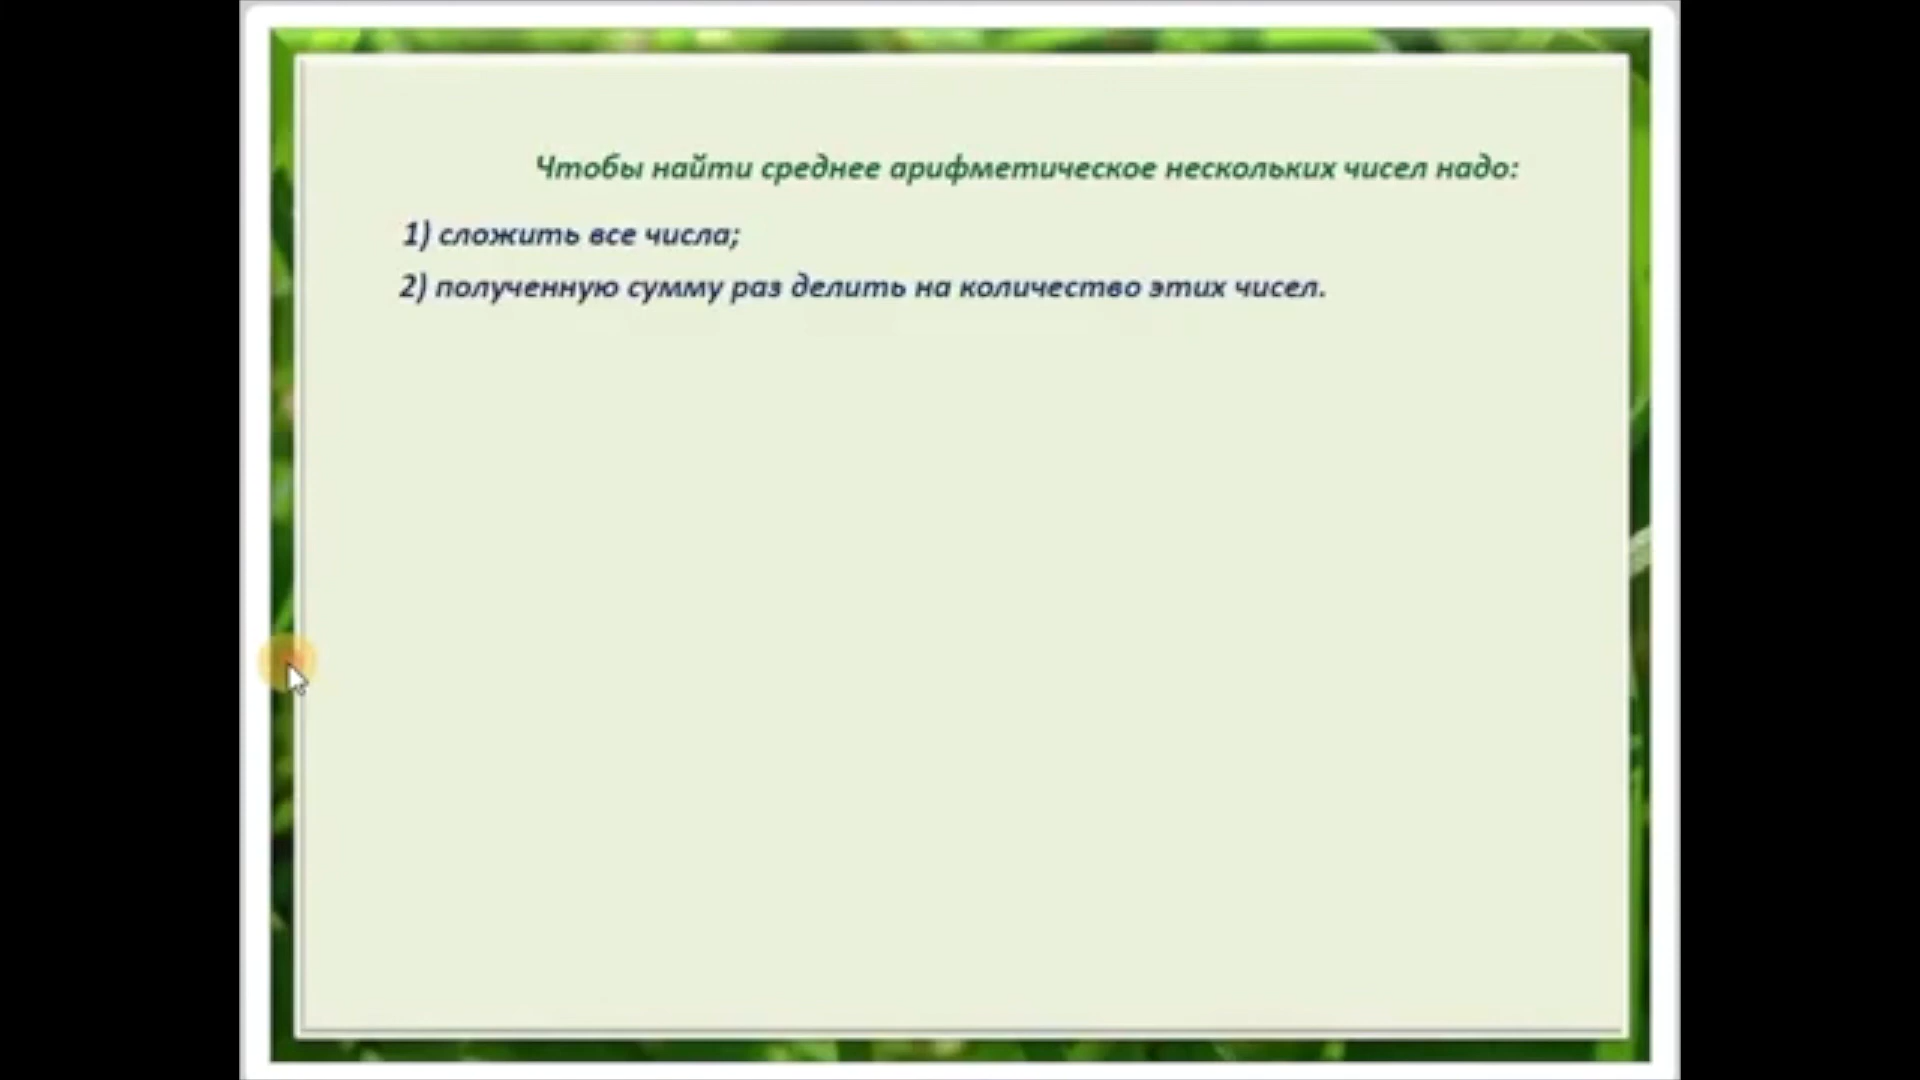 Чтобы найти среднее арифметическое нескольких чисел надо:
1) сложить все числа;
2) полученную сумму раз делить на количество этих чисел.